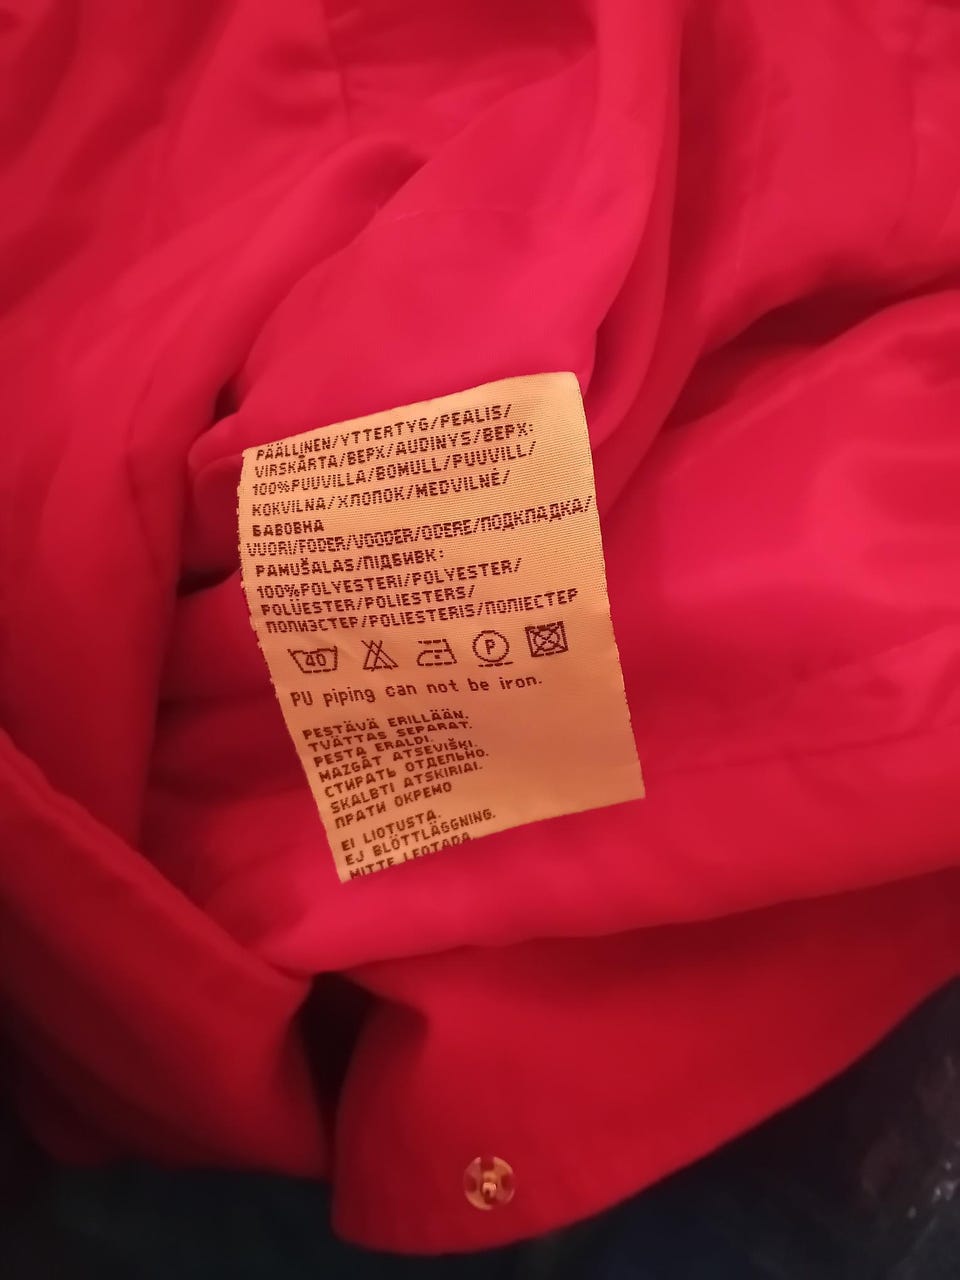 PÄÄLLINEN/YTTERTYG/PEALIS/
VIRSKĀRTA/ВЕРХ/AUDINYS/ВЕРХ:
100%PUUVILLA/BOMULL/PUUVILL/
KOKVILNA/ХЛОПОК/MEDVILNĖ/
БАВОВНА
VUORI/FODER/VOODER/ODERE/ПОДКЛАДКА/
PAMUŠALAS/ПІДБИВК:
100%POLYESTERI/POLYESTER/
POLÜESTER/POLIESTERS/
ПОЛИЭСТЕР/POLIESTERIS/ПОЛІЕСТЕР
40 P
PU piping can not be iron.
PESTÄVÄ ERILLÄÄN.
TVÄTTAS SEPARAT.
PESTA ERALDI.
MAZGĀT ATSEVIŠĶI.
СТИРАТЬ ОТДЕЛЬНО.
SKALBTI ATSKIRIAI.
ПРАТИ ОКРЕМО
EI LIOTUSTA.
EJ BLÖTTLÄGGNING.
MITTE LEOTADA.